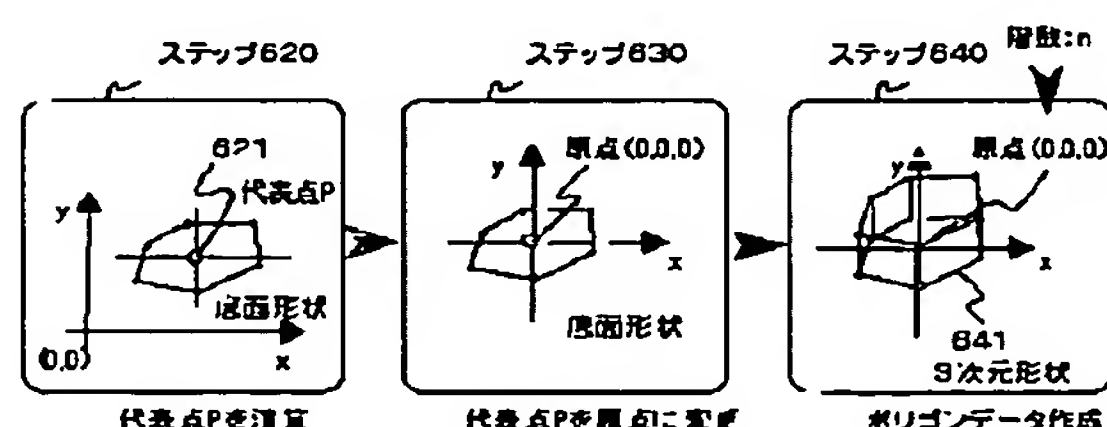 ステップ620
ステップ630
ステップ640
階数:n
621
代表点P
y
底面形状
(0,0)
x
原点(0,0,0)
y
x
底面形状
原点(0,0,0)
y
x
641
3次元形状
代表点Pを演算
代表点Pを原点に変更
ポリゴンデータ作成